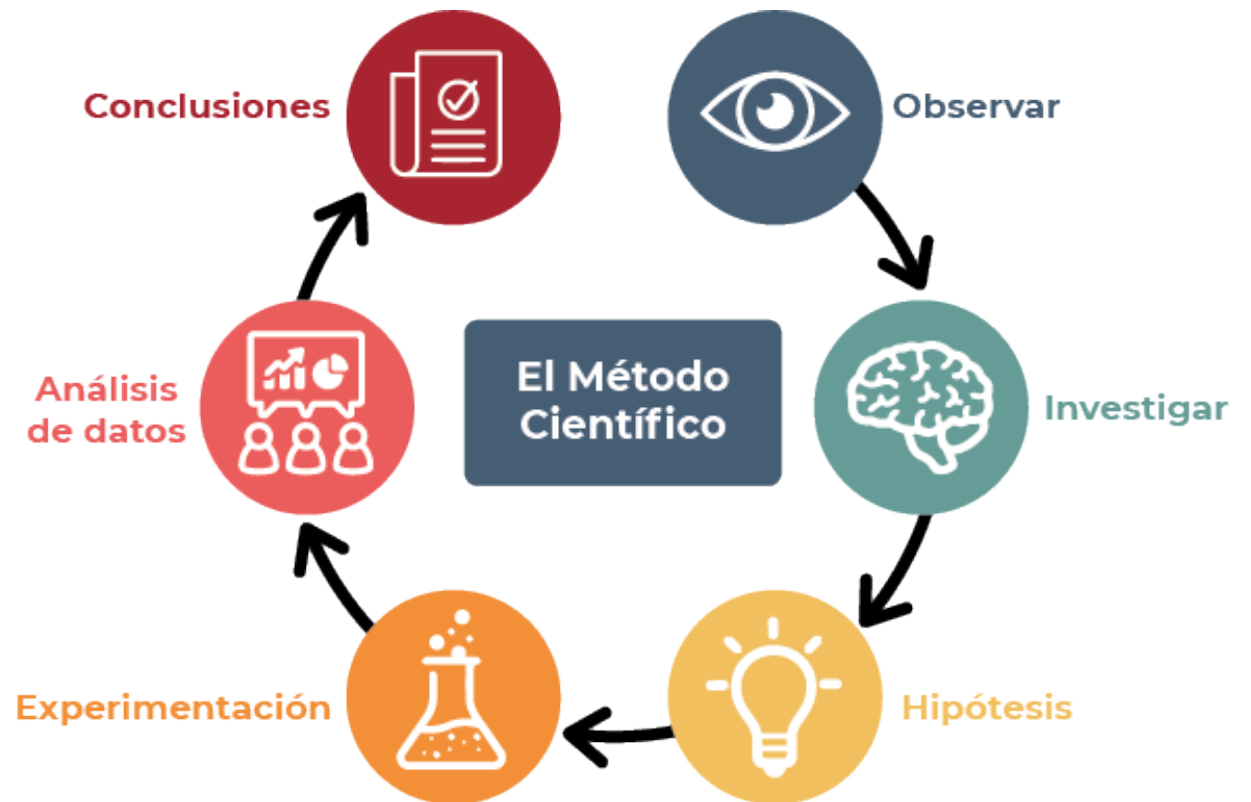 Conclusiones
Observar
El Método
Científico
Análisis
de datos
Investigar
Experimentación
Hipótesis